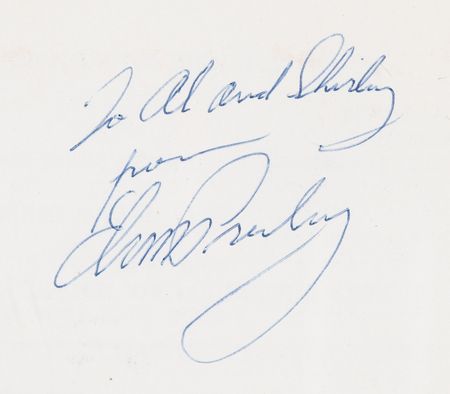 To Al and Shirley
from
Elvis Presley